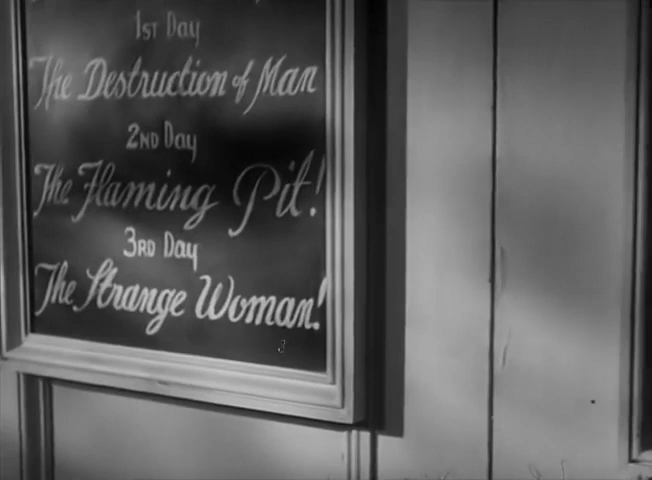 1ST Day
The Destruction of Man
2ND Day
The Flaming Pit!
3RD Day
The Strange Woman!